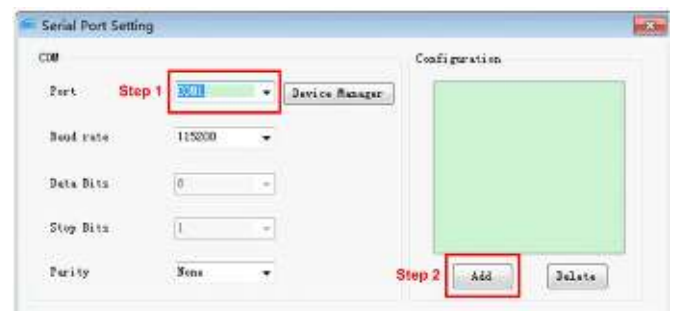 Serial Port Setting
COM
Port
Step 1
COM1
Device Manager
Baud rate
115200
Data Bits
8
Stop Bits
1
Parity
None
Configuration
Step 2
Add
Delete